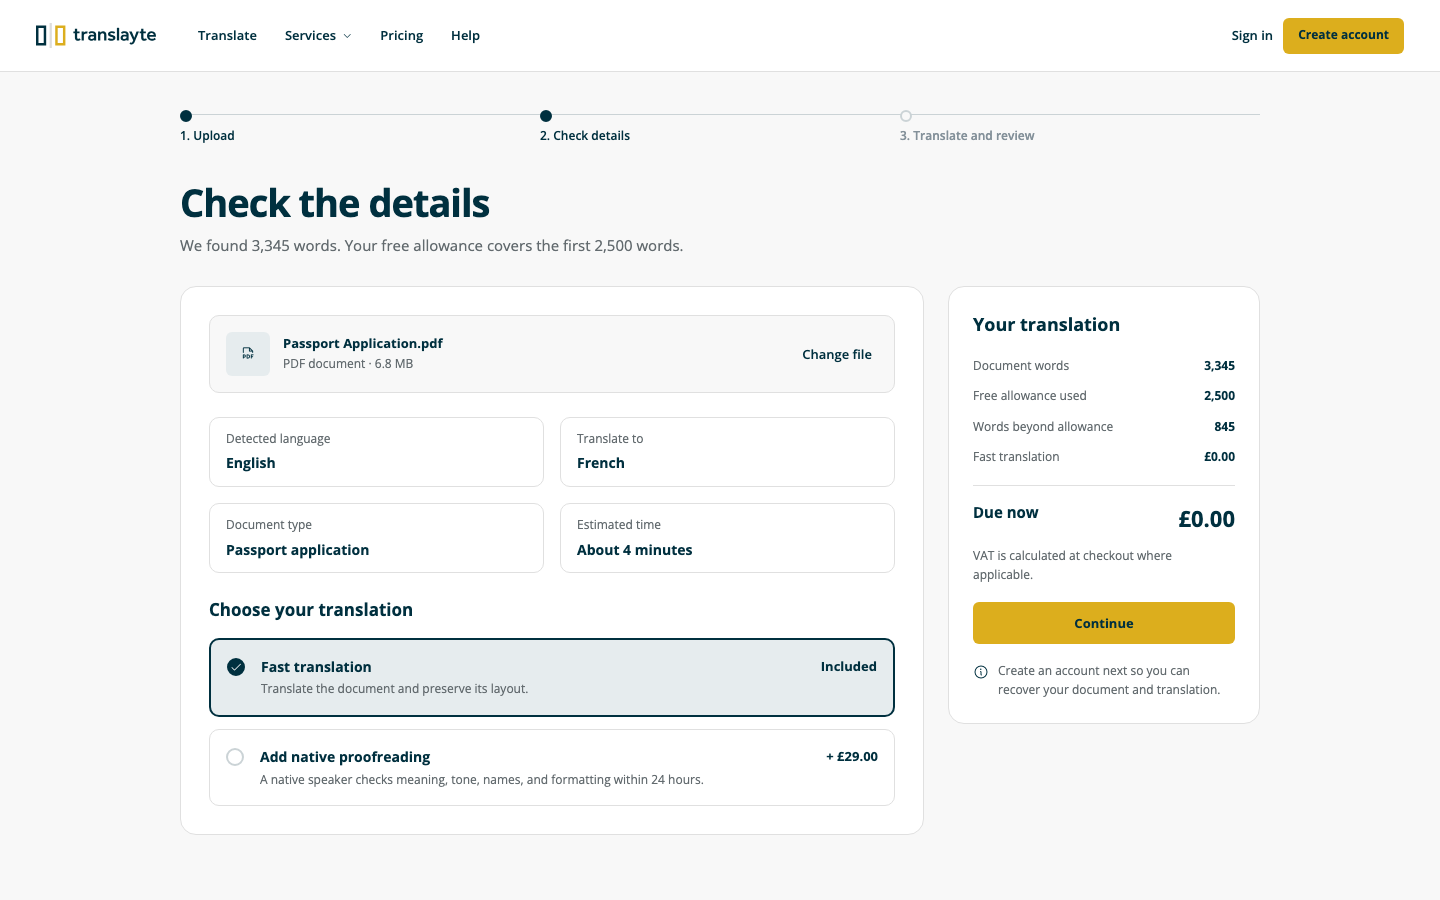 translayte
Translate
Services
Pricing
Help
Sign in
Create account
1. Upload
2. Check details
3. Translate and review
Check the details
We found 3,345 words. Your free allowance covers the first 2,500 words.
PDF
Passport Application.pdf
PDF document · 6.8 MB
Change file
Detected language
English
Translate to
French
Document type
Passport application
Estimated time
About 4 minutes
Choose your translation
Fast translation
Included
Translate the document and preserve its layout.
Add native proofreading
+ £29.00
A native speaker checks meaning, tone, names, and formatting within 24 hours.
Your translation
Document words 3,345
Free allowance used 2,500
Words beyond allowance 845
Fast translation £0.00
Due now £0.00
VAT is calculated at checkout where
applicable.
Continue
Create an account next so you can
recover your document and translation.